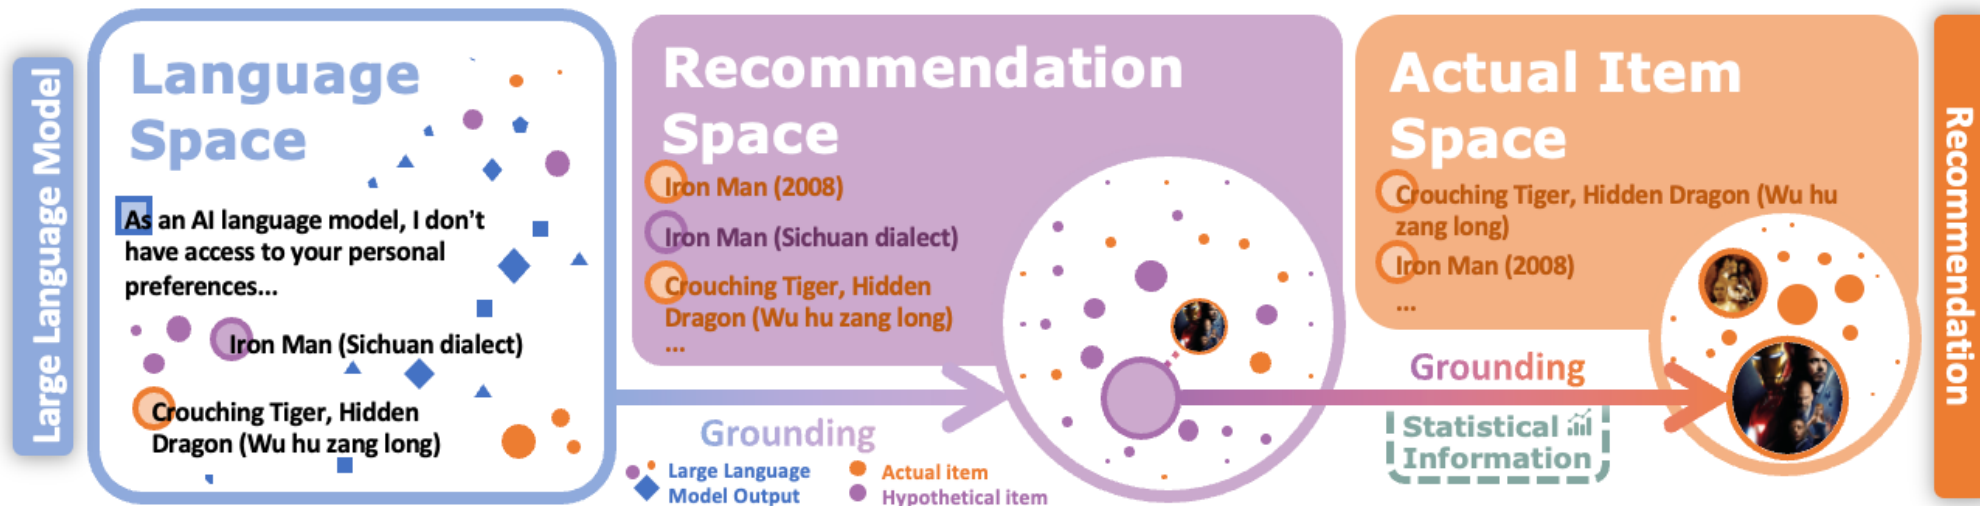 Large Language Model
Language
Space
As an AI language model, I don't
have access to your personal
preferences...
Iron Man (Sichuan dialect)
Crouching Tiger, Hidden
Dragon (Wu hu zang long)
Recommendation
Space
Iron Man (2008)
Iron Man (Sichuan dialect)
Crouching Tiger, Hidden
Dragon (Wu hu zang long)
...
Grounding
Large Language
Model Output
Actual item
Hypothetical item
Actual Item
Space
Crouching Tiger, Hidden Dragon (Wu hu
zang long)
Iron Man (2008)
...
Grounding
Statistical
Information
Recommendation